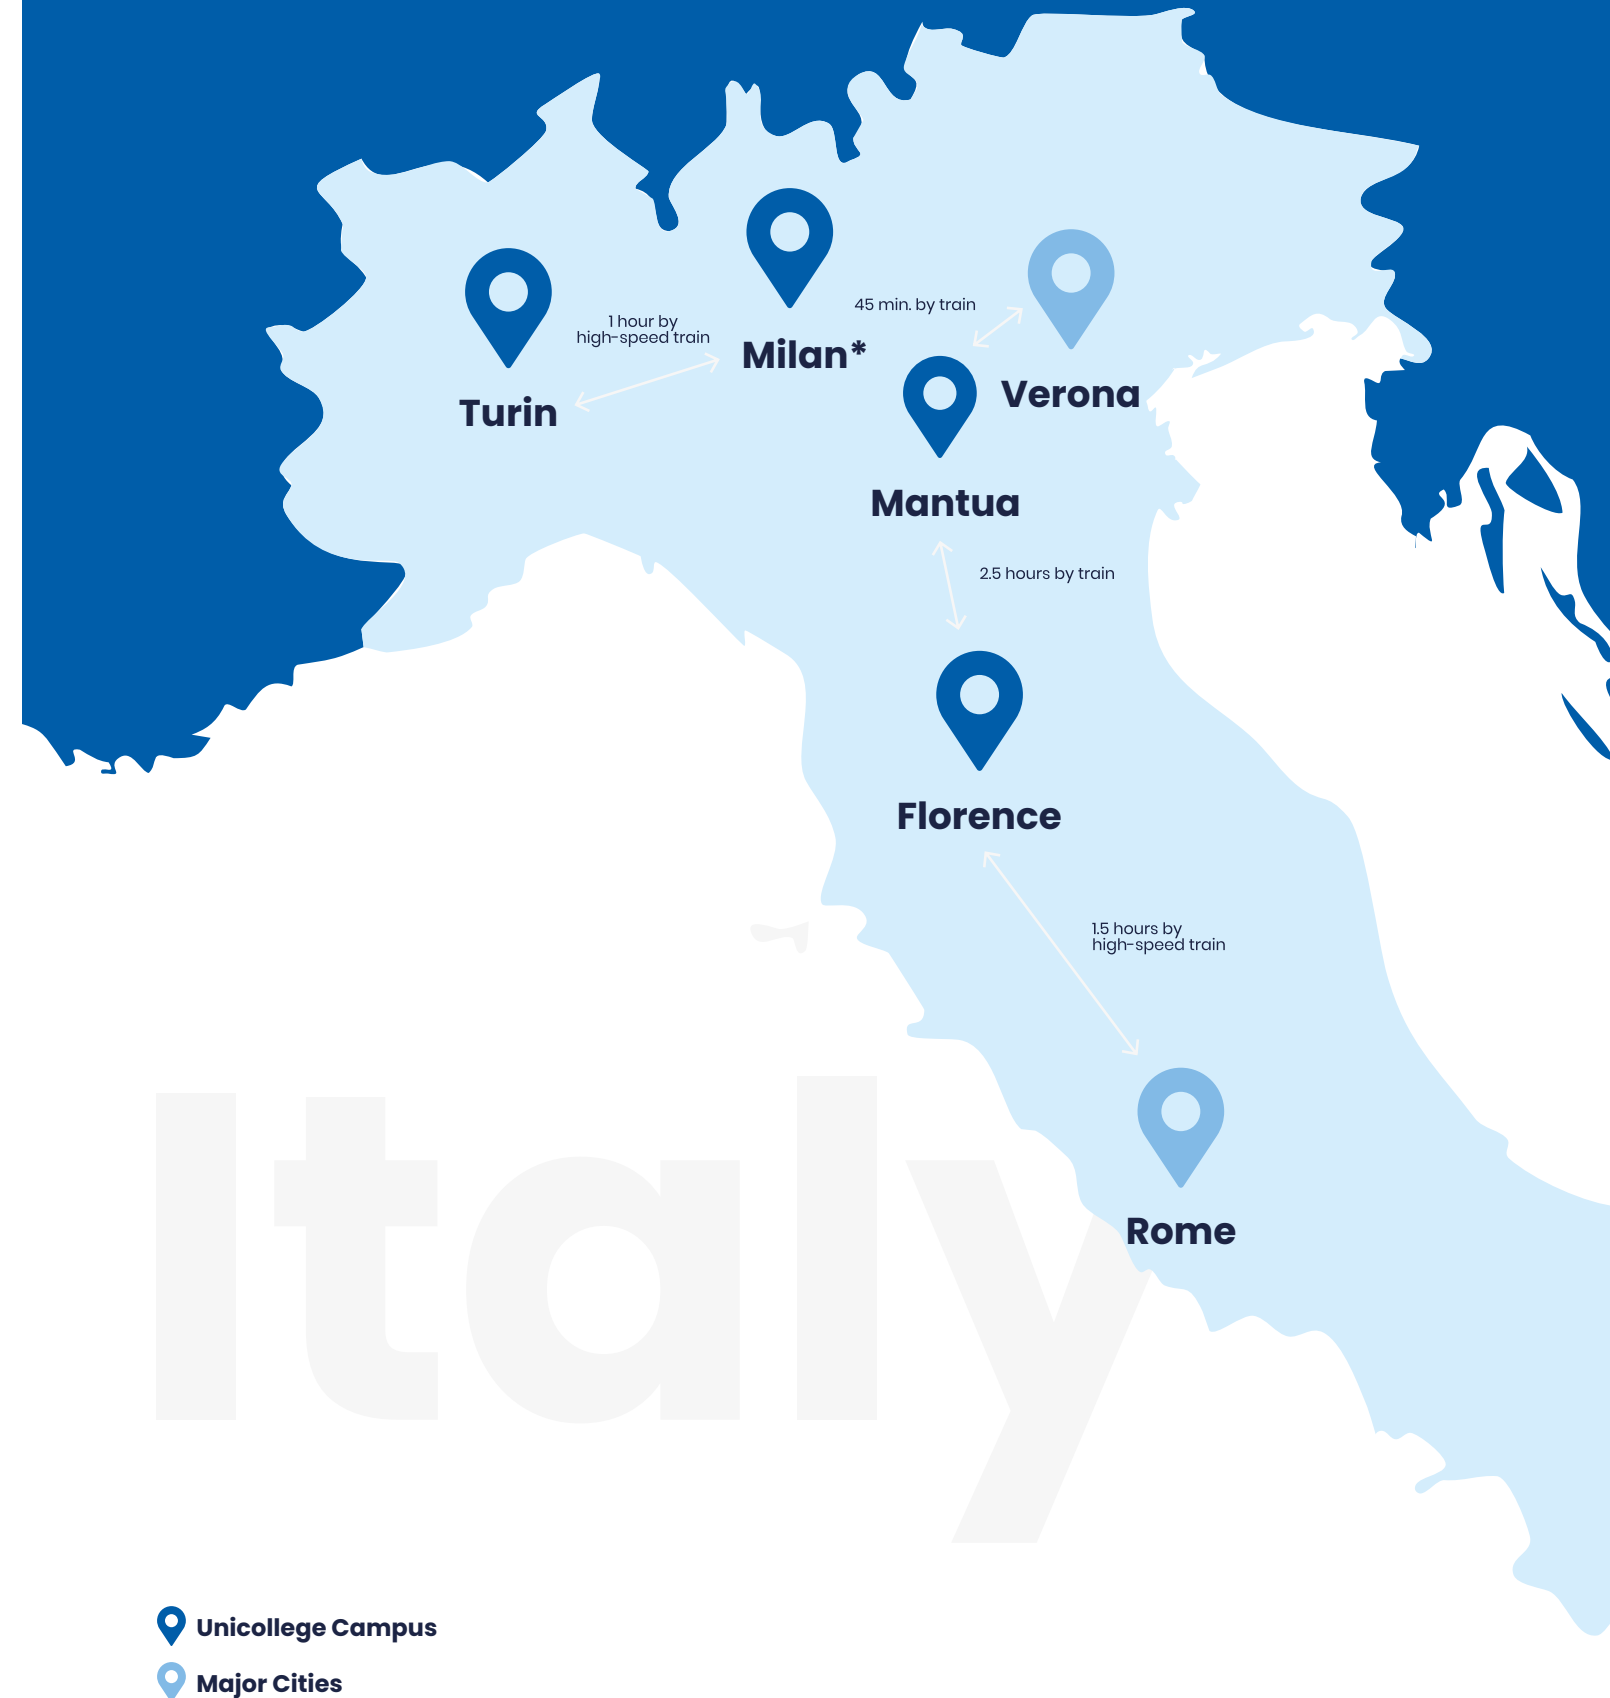 45 min. by train
1 hour by
high-speed train
Milan*
Verona
Turin
Mantua
2.5 hours by train
Florence
1.5 hours by
high-speed train
Rome
Italy
Unicollege Campus
Major Cities